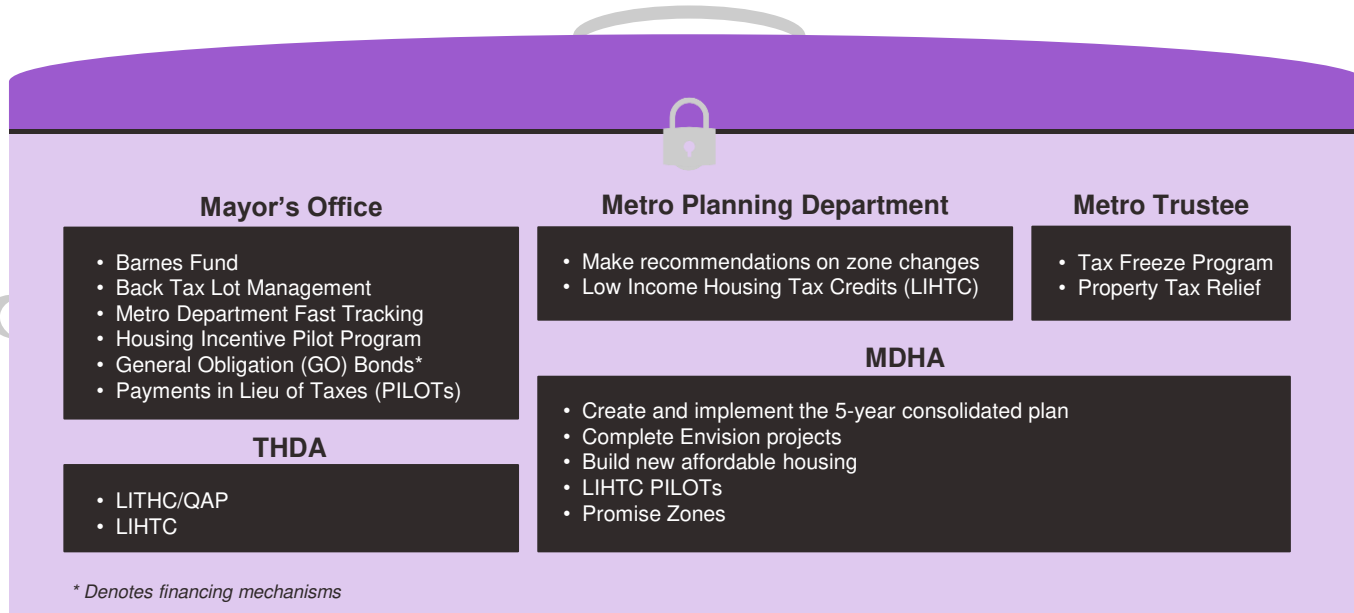 Mayor's Office
• Barnes Fund
• Back Tax Lot Management
• Metro Department Fast Tracking
• Housing Incentive Pilot Program
• General Obligation (GO) Bonds*
• Payments in Lieu of Taxes (PILOTs)
THDA
• LITHC/QAP
• LIHTC
Metro Planning Department
• Make recommendations on zone changes
• Low Income Housing Tax Credits (LIHTC)
Metro Trustee
• Tax Freeze Program
• Property Tax Relief
MDHA
• Create and implement the 5-year consolidated plan
• Complete Envision projects
• Build new affordable housing
• LIHTC PILOTs
• Promise Zones
* Denotes financing mechanisms